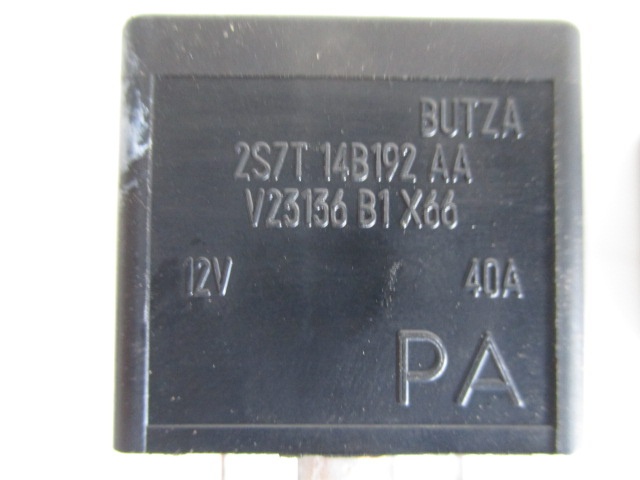 BUTZA
2S7T 14B192 AA
V23136 B1 X66
12V 40A
PA